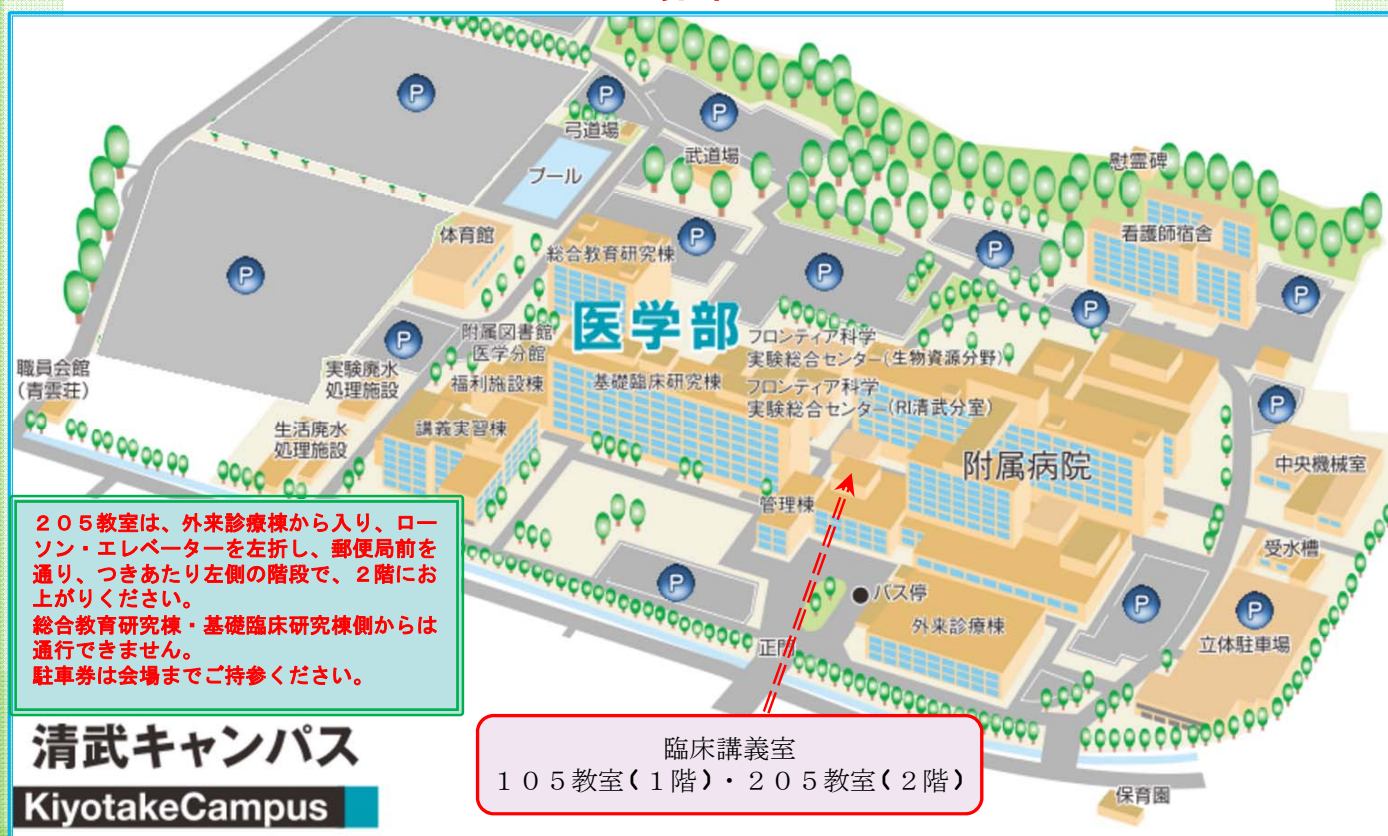 P
P
P
弓道場
武道場
慰霊碑
プール
体育館
総合教育研究棟
P
P
P
看護師宿舎
P
P
P
医学部
附属図書館
医学分館
フロンティア科学
実験総合センター(生物資源分野)
職員会館
(青雲荘)
P
実験廃水
処理施設
福利施設棟
基礎臨床研究棟
フロンティア科学
実験総合センター(RI清武分室)
P
生活廃水
処理施設
講義実習棟
附属病院
中央機械室
管理棟
受水槽
P
バス停
外来診療棟
P
P
立体駐車場
正門
保育園
205教室は、外来診療棟から入り、ロー
ソン・エレベーターを左折し、郵便局前を
通り、つきあたり左側の階段で、2階にお
上がりください。
総合教育研究棟・基礎臨床研究棟側からは
通行できません。
駐車券は会場までご持参ください。
臨床講義室
105教室(1階)・205教室(2階)
清武キャンパス
KiyotakeCampus